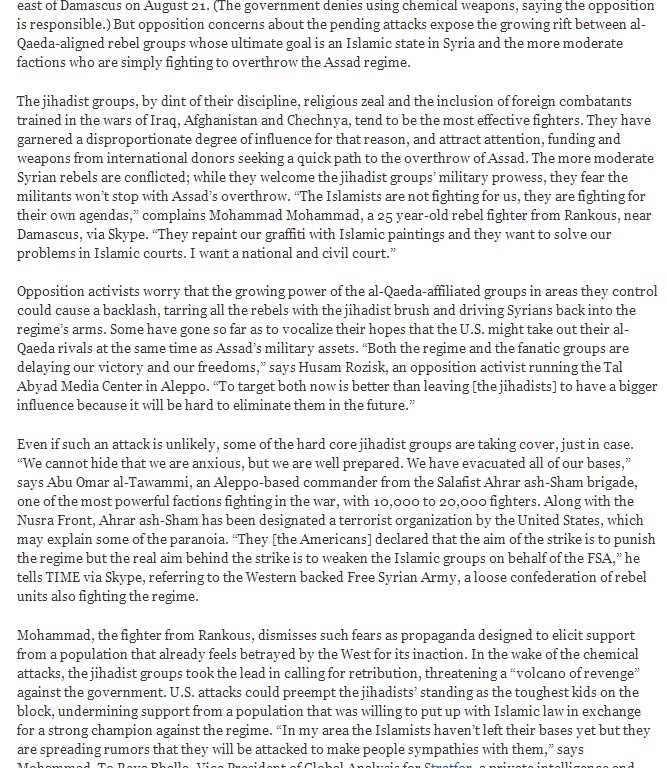 east of Damascus on August 21. (The government denies using chemical weapons, saying the opposition
is responsible.) But opposition concerns about the pending attacks expose the growing rift between al-
Qaeda-aligned rebel groups whose ultimate goal is an Islamic state in Syria and the more moderate
factions who are simply fighting to overthrow the Assad regime.
The jihadist groups, by dint of their discipline, religious zeal and the inclusion of foreign combatants
trained in the wars of Iraq, Afghanistan and Chechnya, tend to be the most effective fighters. They have
garnered a disproportionate degree of influence for that reason, and attract attention, funding and
weapons from international donors seeking a quick path to the overthrow of Assad. The more moderate
Syrian rebels are conflicted; while they welcome the jihadist groups’ military prowess, they fear the
militants won’t stop with Assad’s overthrow. “The Islamists are not fighting for us, they are fighting for
their own agendas,” complains Mohammad Mohammad, a 25 year-old rebel fighter from Rankous, near
Damascus, via Skype. “They repaint our graffiti with Islamic paintings and they want to solve our
problems in Islamic courts. I want a national and civil court.”
Opposition activists worry that the growing power of the al-Qaeda-affiliated groups in areas they control
could cause a backlash, tarring all the rebels with the jihadist brush and driving Syrians back into the
regime’s arms. Some have gone so far as to vocalize their hopes that the U.S. might take out their al-
Qaeda rivals at the same time as Assad’s military assets. “Both the regime and the fanatic groups are
delaying our victory and our freedoms,” says Husam Rozisk, an opposition activist running the Tal
Abyad Media Center in Aleppo. “To target both now is better than leaving [the jihadists] to have a bigger
influence because it will be hard to eliminate them in the future.”
Even if such an attack is unlikely, some of the hard core jihadist groups are taking cover, just in case.
“We cannot hide that we are anxious, but we are well prepared. We have evacuated all of our bases,”
says Abu Omar al-Tawammi, an Aleppo-based commander from the Salafist Ahrar ash-Sham brigade,
one of the most powerful factions fighting in the war, with 10,000 to 20,000 fighters. Along with the
Nusra Front, Ahrar ash-Sham has been designated a terrorist organization by the United States, which
may explain some of the paranoia. “They [the Americans] declared that the aim of the strike is to punish
the regime but the real aim behind the strike is to weaken the Islamic groups on behalf of the FSA,” he
tells TIME via Skype, referring to the Western backed Free Syrian Army, a loose confederation of rebel
units also fighting the regime.
Mohammad, the fighter from Rankous, dismisses such fears as propaganda designed to elicit support
from a population that already feels betrayed by the West for its inaction. In the wake of the chemical
attacks, the jihadist groups took the lead in calling for retribution, threatening a “volcano of revenge”
against the government. U.S. attacks could preempt the jihadists’ standing as the toughest kids on the
block, undermining support from a population that was willing to put up with Islamic law in exchange
for a strong champion against the regime. “In my area the Islamists haven’t left their bases yet but they
are spreading rumors that they will be attacked to make people sympathies with them,” says
Mohammad. To Reva Bhalla, Vice President of Global Analysis for Stratfor, a private intelligence and